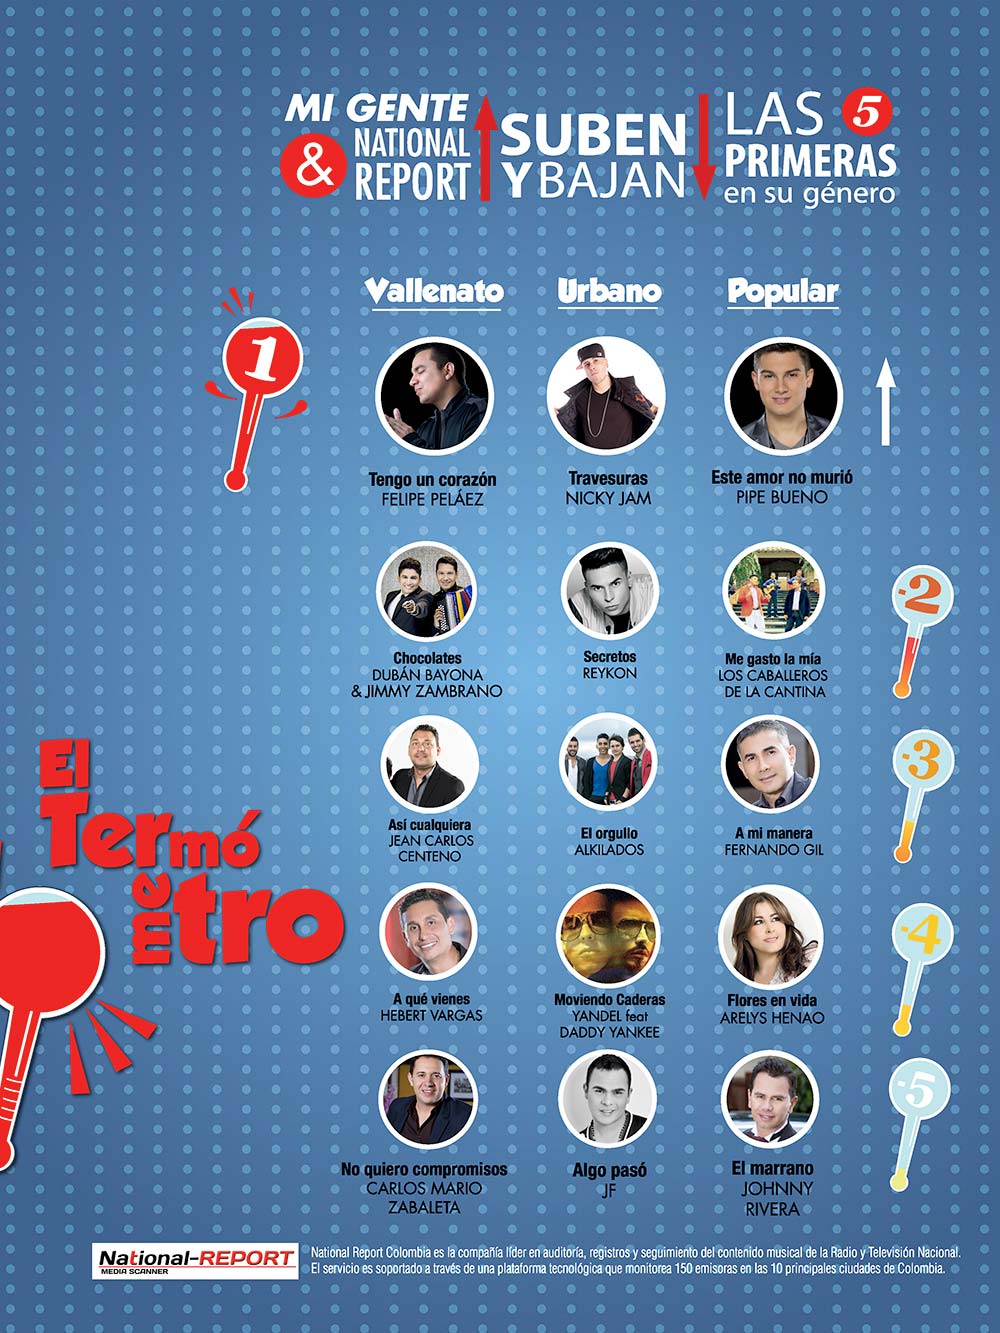 MI GENTE
& NATIONAL
REPORT
SUBEN
Y BAJAN
LAS 5
PRIMERAS
en su género
Vallenato
Urbano
Popular
1
Tengo un corazón
FELIPE PELÁEZ
Travesuras
NICKY JAM
Este amor no murió
PIPE BUENO
Chocolates
DUBÁN BAYONA
& JIMMY ZAMBRANO
Secretos
REYKON
Me gasto la mía
LOS CABALLEROS
DE LA CANTINA
-2
Así cualquiera
JEAN CARLOS
CENTENO
El orgullo
ALKILADOS
A mi manera
FERNANDO GIL
-3
El
Termó
metro
A qué vienes
HEBERT VARGAS
Moviendo Caderas
YANDEL feat
DADDY YANKEE
Flores en vida
ARELYS HENAO
-4
No quiero compromisos
CARLOS MARIO
ZABALETA
Algo pasó
JF
El marrano
JOHNNY
RIVERA
-5
National-REPORT
MEDIA SCANNER
National Report Colombia es la compañía líder en auditoría, registros y seguimiento del contenido musical de la Radio y Televisión Nacional.
El servicio es soportado a través de una plataforma tecnológica que monitorea 150 emisoras en las 10 principales ciudades de Colombia.